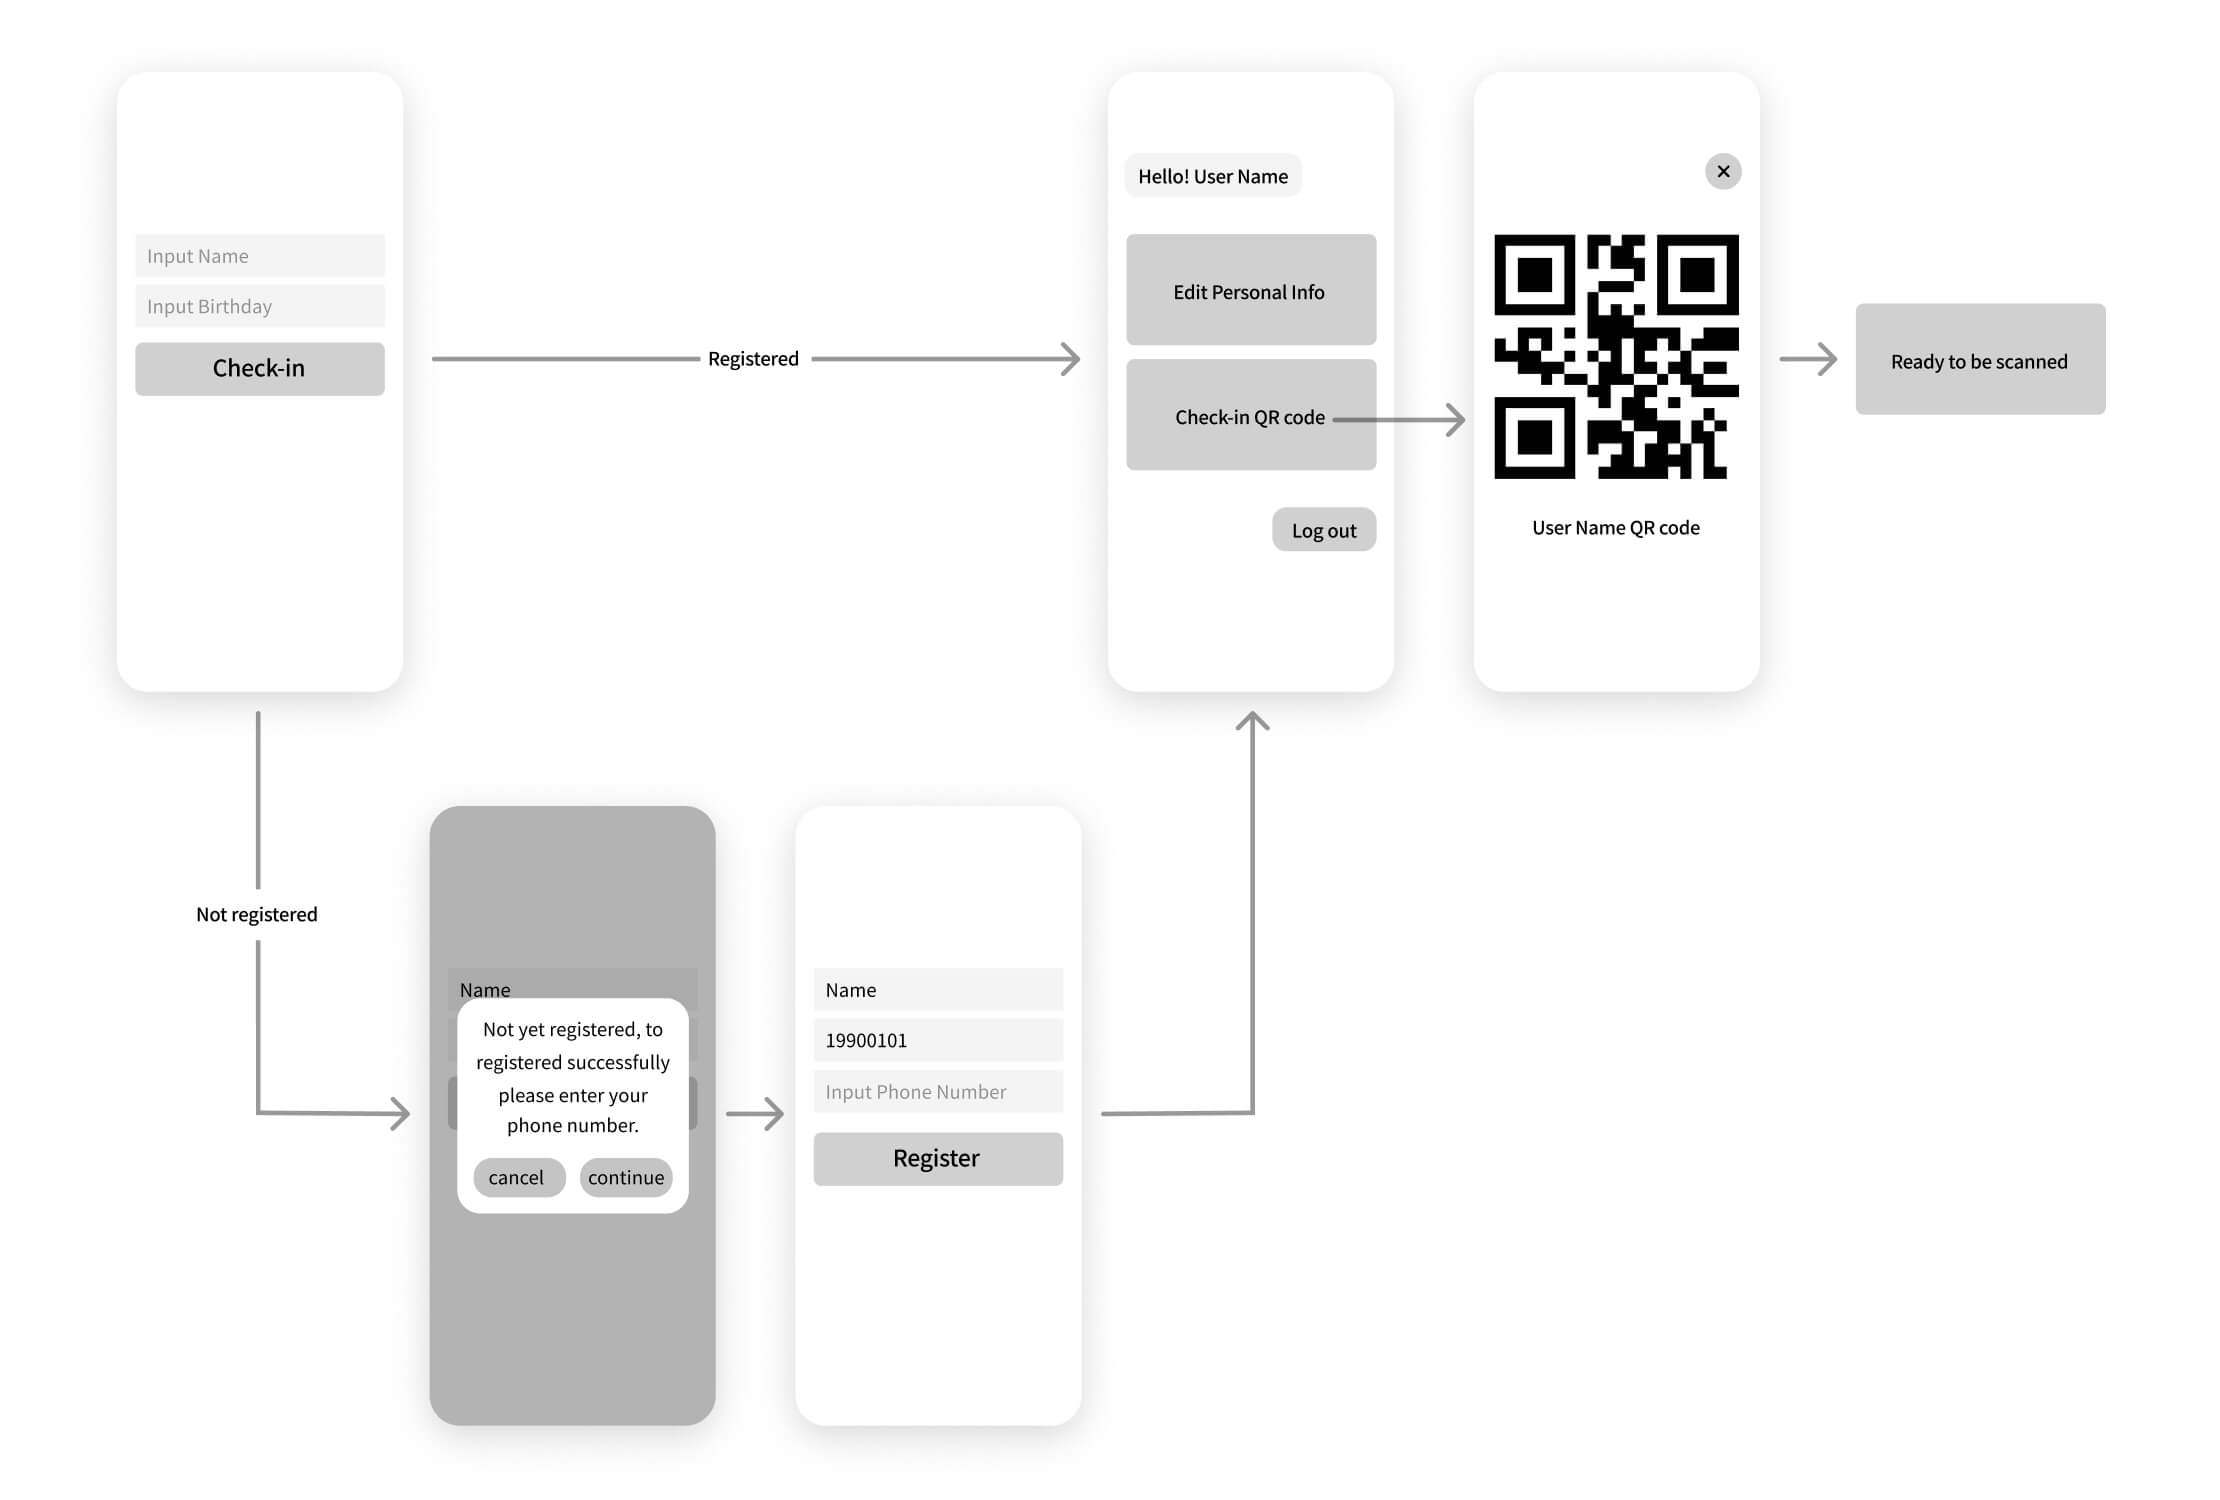 Input Name
Input Birthday
Check-in
Registered
Hello! User Name
Edit Personal Info
Check-in QR code
Log out
×
User Name QR code
Ready to be scanned
Not registered
Name
Not yet registered, to
registered successfully
please enter your
phone number.
cancel
continue
Name
19900101
Input Phone Number
Register